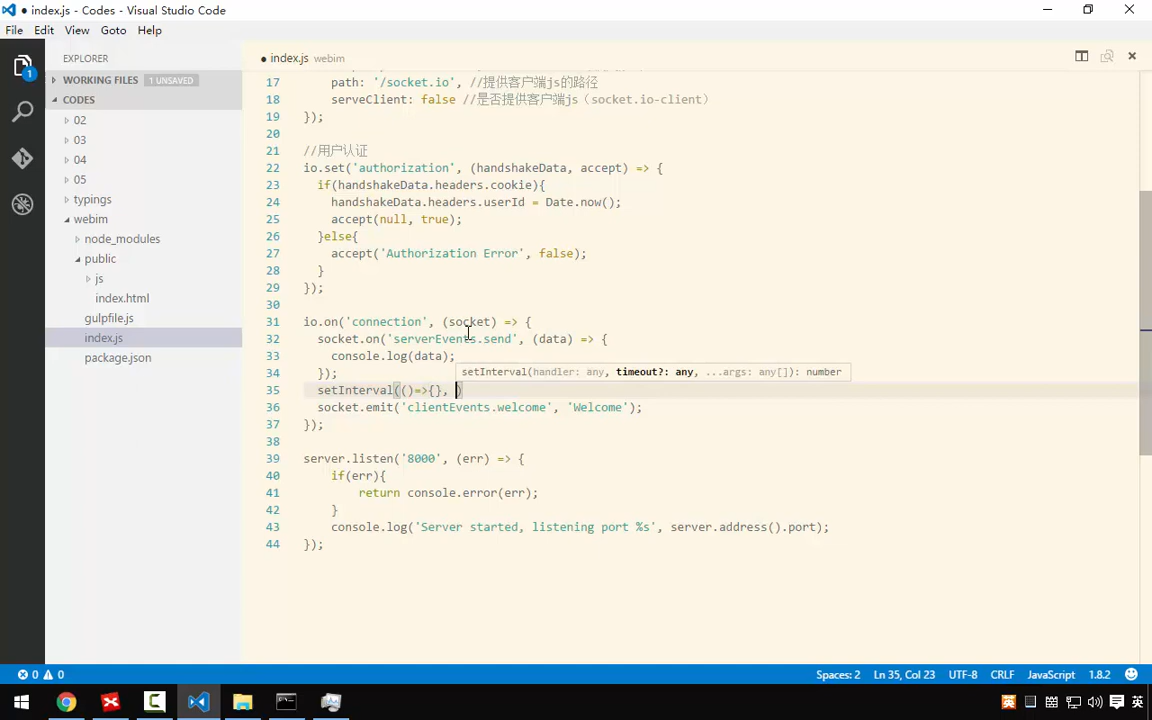 ● index.js - Codes - Visual Studio Code
File Edit View Goto Help
EXPLORER
WORKING FILES 1 UNSAVED
CODES
02
03
04
05
typings
webim
node_modules
public
js
index.html
gulpfile.js
index.js
package.json
1
● index.js webim
17 path: '/socket.io', //提供客户端js的路径
18 serveClient: false //是否提供客户端js（socket.io-client）
19 });
20
21 //用户认证
22 io.set('authorization', (handshakeData, accept) => {
23 if(handshakeData.headers.cookie){
24 handshakeData.headers.userId = Date.now();
25 accept(null, true);
26 }else{
27 accept('Authorization Error', false);
28 }
29 });
30
31 io.on('connection', (socket) => {
32 socket.on('serverEvents.send', (data) => {
33 console.log(data);
34 });
setInterval(handler: any, timeout?: any, ...args: any[]): number
35 setInterval(()=>{}, )
36 socket.emit('clientEvents.welcome', 'Welcome');
37 });
38
39 server.listen('8000', (err) => {
40 if(err){
41 return console.error(err);
42 }
43 console.log('Server started, listening port %s', server.address().port);
44 });
0 0
Spaces: 2 Ln 35, Col 23 UTF-8 CRLF JavaScript 1.8.2
英 英